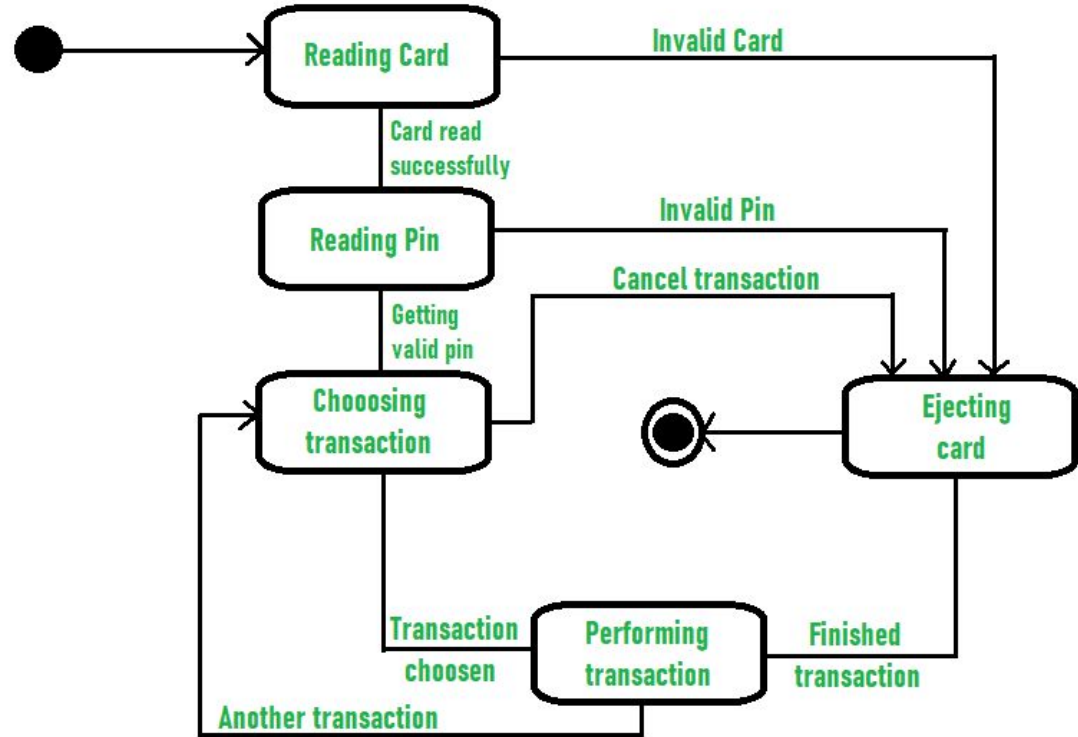 Reading Card
Invalid Card
Card read
successfully
Reading Pin
Invalid Pin
Cancel transaction
Getting
valid pin
Chooosing
transaction
Ejecting
card
Transaction
choosen
Performing
transaction
Finished
transaction
Another transaction